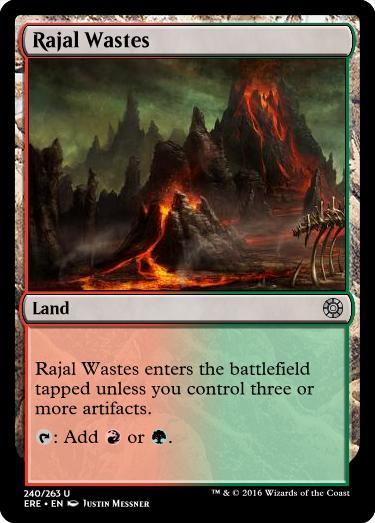 Rajal Wastes
Land
Rajal Wastes enters the battlefield
tapped unless you control three or
more artifacts.
: Add or .
240/263 U
ERE • EN Justin Messner
™ & © 2016 Wizards of the Coast